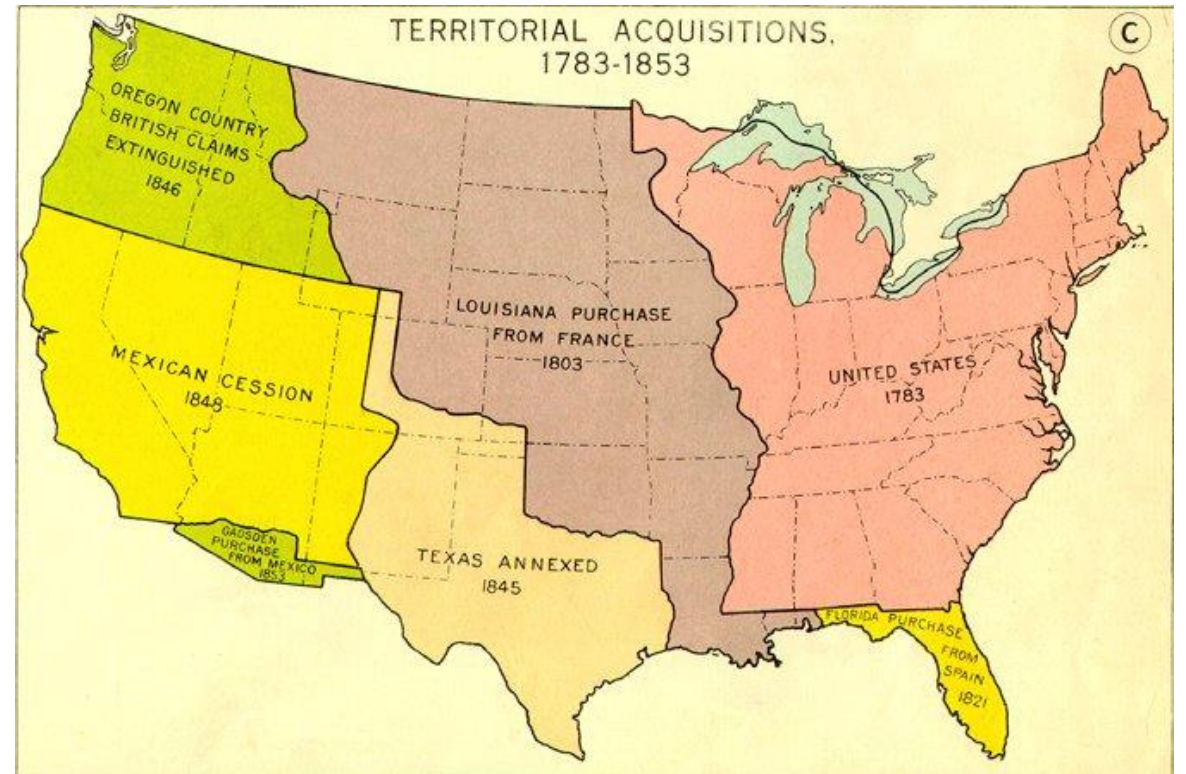 TERRITORIAL ACQUISITIONS.
1783-1853
C
OREGON COUNTRY
BRITISH CLAIMS
EXTINGUISHED
1846
LOUISIANA PURCHASE
FROM FRANCE
1803
UNITED STATES
1783
MEXICAN CESSION
1848
GADSDEN
PURCHASE
FROM MEXICO
1853
TEXAS ANNEXED
1845
FLORIDA PURCHASE
FROM
SPAIN
1821